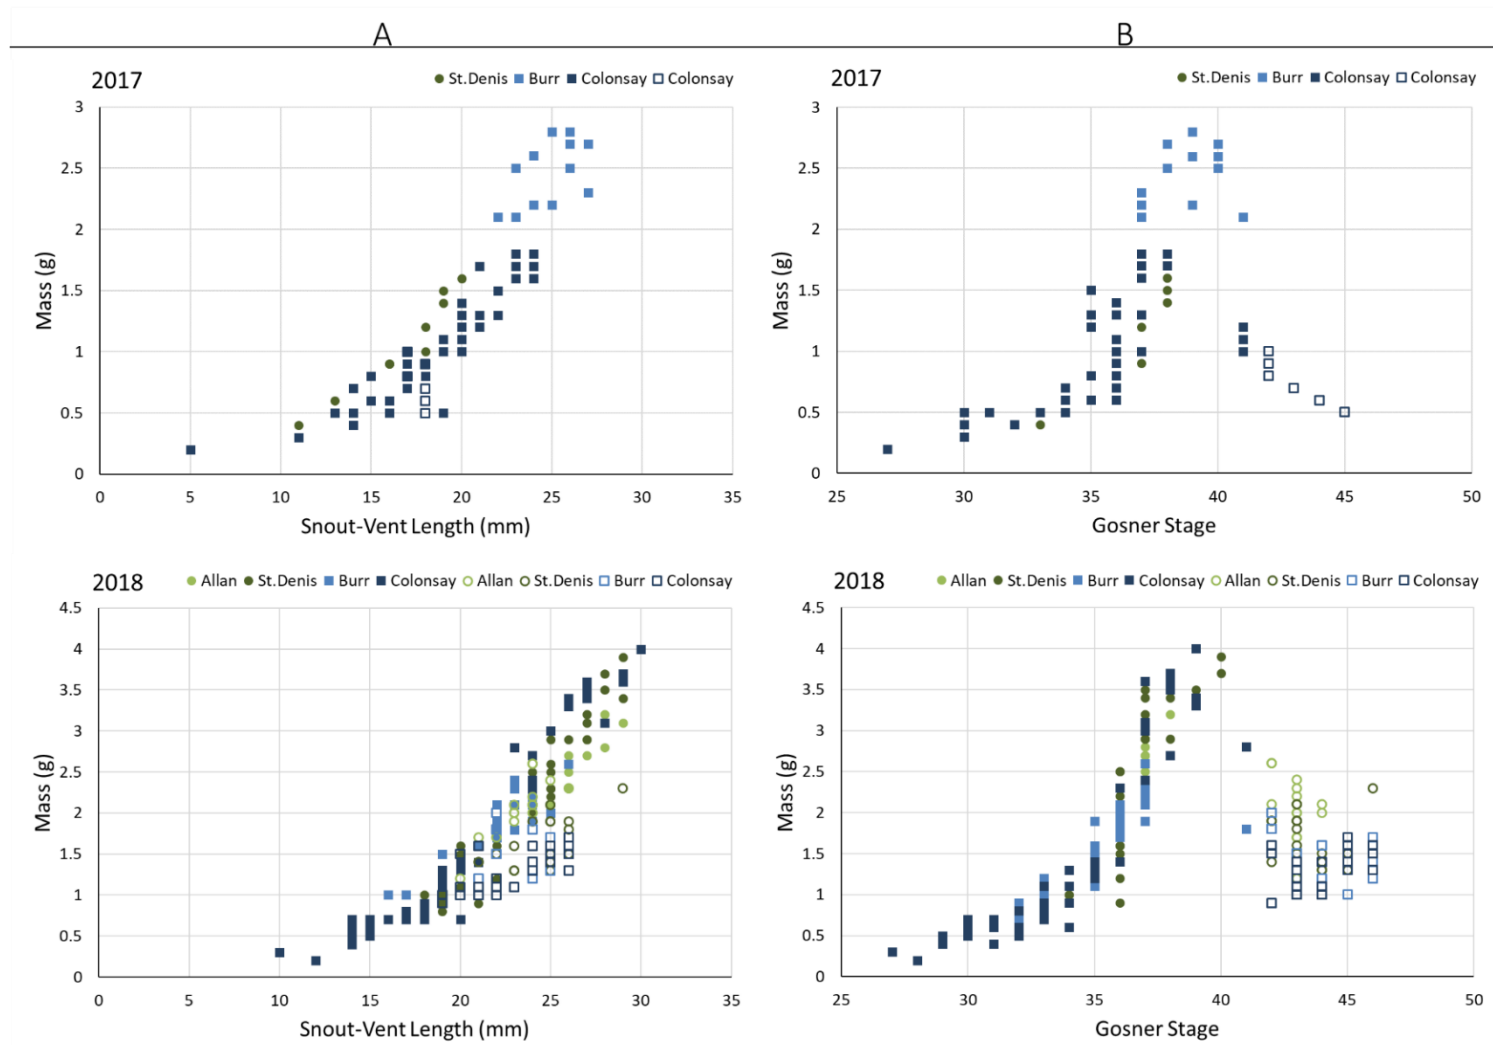 A B
2017 St.Denis Burr Colonsay Colonsay
3
2.5
2
1.5
1
0.5
0
0 5 10 15 20 25 30 35
Mass (g)
Snout-Vent Length (mm)
2017 St.Denis Burr Colonsay Colonsay
3
2.5
2
1.5
1
0.5
0
25 30 35 40 45 50
Mass (g)
Gosner Stage
2018 Allan St.Denis Burr Colonsay Allan St.Denis Burr Colonsay
4.5
4
3.5
3
2.5
2
1.5
1
0.5
0
0 5 10 15 20 25 30 35
Mass (g)
Snout-Vent Length (mm)
2018 Allan St.Denis Burr Colonsay Allan St.Denis Burr Colonsay
4.5
4
3.5
3
2.5
2
1.5
1
0.5
0
25 30 35 40 45 50
Mass (g)
Gosner Stage